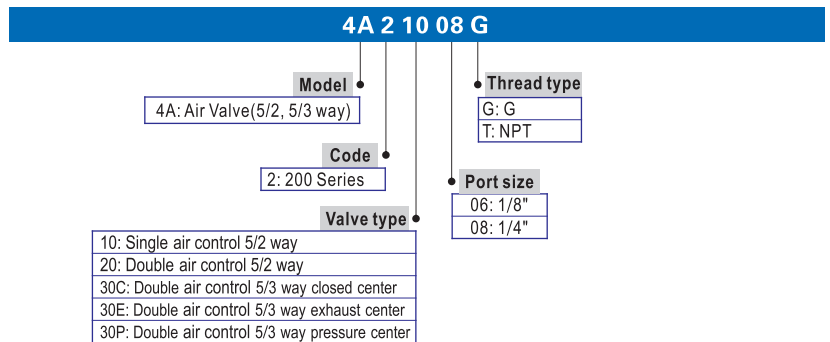 4A 2 10 08 G
Model
4A: Air Valve(5/2, 5/3 way)
Code
2: 200 Series
Valve type
10: Single air control 5/2 way
20: Double air control 5/2 way
30C: Double air control 5/3 way closed center
30E: Double air control 5/3 way exhaust center
30P: Double air control 5/3 way pressure center
Thread type
G: G
T: NPT
Port size
06: 1/8"
08: 1/4"